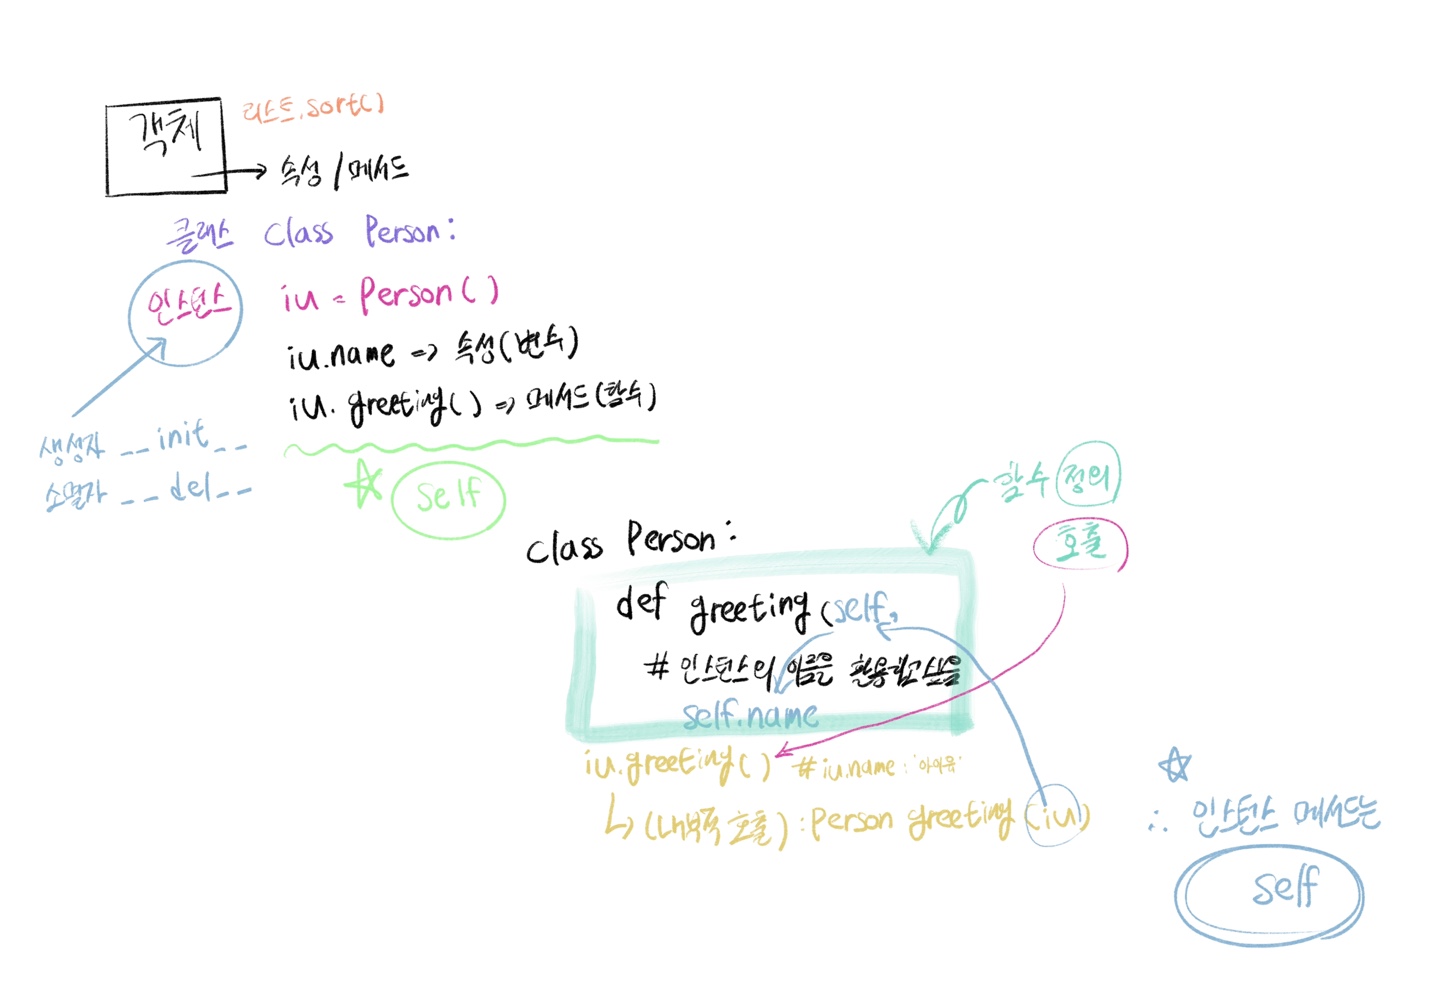 객체
리스트.sort()
속성/메서드
클래스 class Person:
인스턴스 iu = Person()
iu.name => 속성(변수)
iu.greeting() => 메서드(함수)
생성자 __init__
소멸자 __del__
self
함수 정의
호출
class Person:
def greeting(self,
# 인스턴스의 이름은 활용하고싶을
self.name
iu.greeting() # iu.name : '아이유'
(내부적 호출) : Person greeting (iu)
∴ 인스턴스 메서드는
self